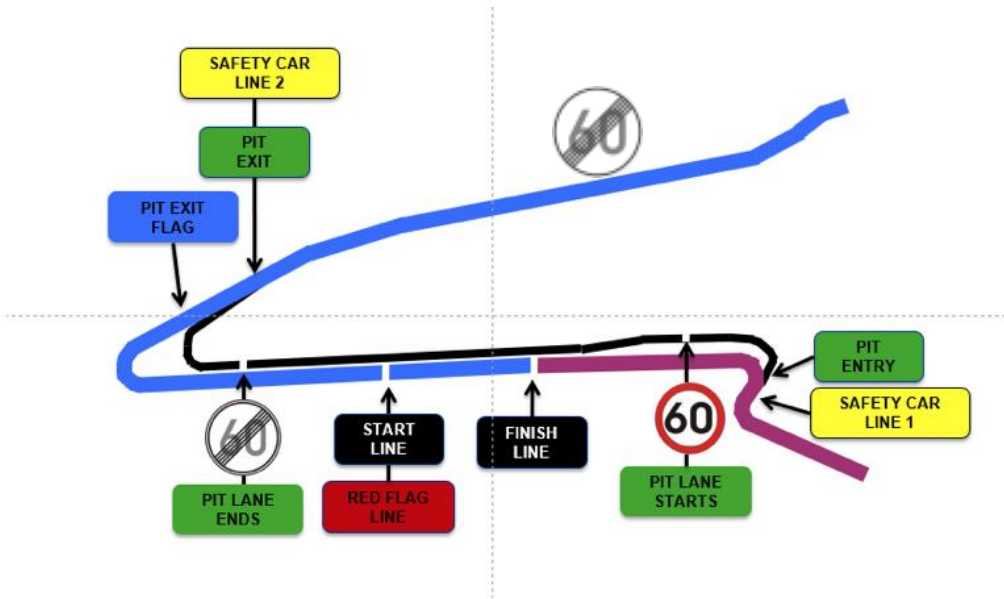 SAFETY CAR
LINE 2
60
PIT
EXIT
PIT EXIT
FLAG
PIT
ENTRY
SAFETY CAR
LINE 1
60
60
START
LINE
FINISH
LINE
PIT LANE
STARTS
PIT LANE
ENDS
RED FLAG
LINE